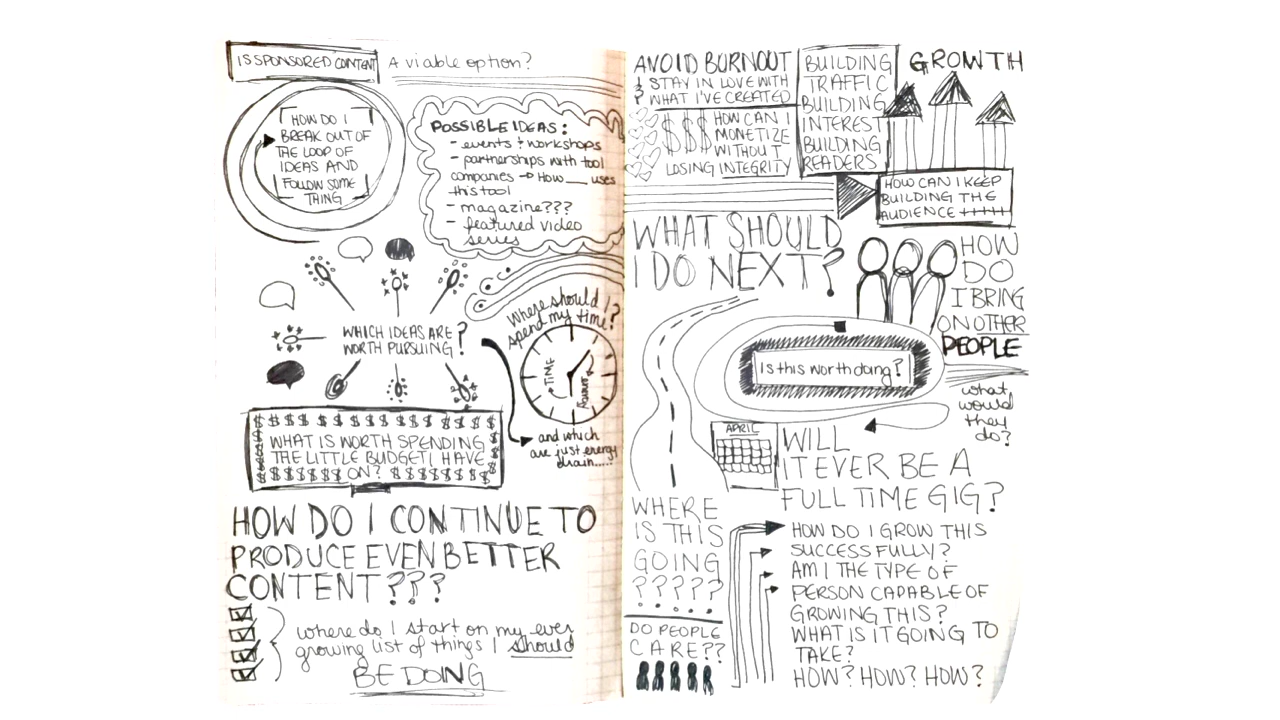 IS SPONSORED CONTENT A viable option?
HOW DO I
BREAK OUT OF
THE LOOP OF
IDEAS AND
FOLLOW SOME
THING
POSSIBLE IDEAS:
- events & workshops
- partnerships with tool
companies → How ___ uses
this tool
- magazine???
- featured video
series
WHICH IDEAS ARE
WORTH PURSUING?
Where should I
spend my time?
TIME
and which
are just energy
drain......
$ $ $ $ $ $ $ $ $ $ $ $ $ $
WHAT IS WORTH SPENDING
THE LITTLE BUDGET I HAVE
$ $ $ $ $ $ ON? $ $ $ $ $ $ $ $
HOW DO I CONTINUE TO
PRODUCE EVEN BETTER
CONTENT???
where do I start on my ever
growing list of things I should
BE DOING
AVOID BURNOUT
& STAY IN LOVE WITH
WHAT I'VE CREATED
$$$ HOW CAN I
MONETIZE
WITHOUT
LOSING INTEGRITY
BUILDING
TRAFFIC
BUILDING
INTEREST
BUILDING
READERS
GROWTH
HOW CAN I KEEP
BUILDING THE
AUDIENCE +++++
WHAT SHOULD
I DO NEXT?
HOW
DO
I BRING
ON OTHER
PEOPLE
Is this worth doing?
what
would
they
do?
APRIL
WILL
IT EVER BE A
FULL TIME GIG?
WHERE
IS THIS
GOING
?????
DO PEOPLE
CARE??
HOW DO I GROW THIS
SUCCESSFULLY?
AM I THE TYPE OF
PERSON CAPABLE OF
GROWING THIS?
WHAT IS IT GOING TO
TAKE?
HOW? HOW? HOW?